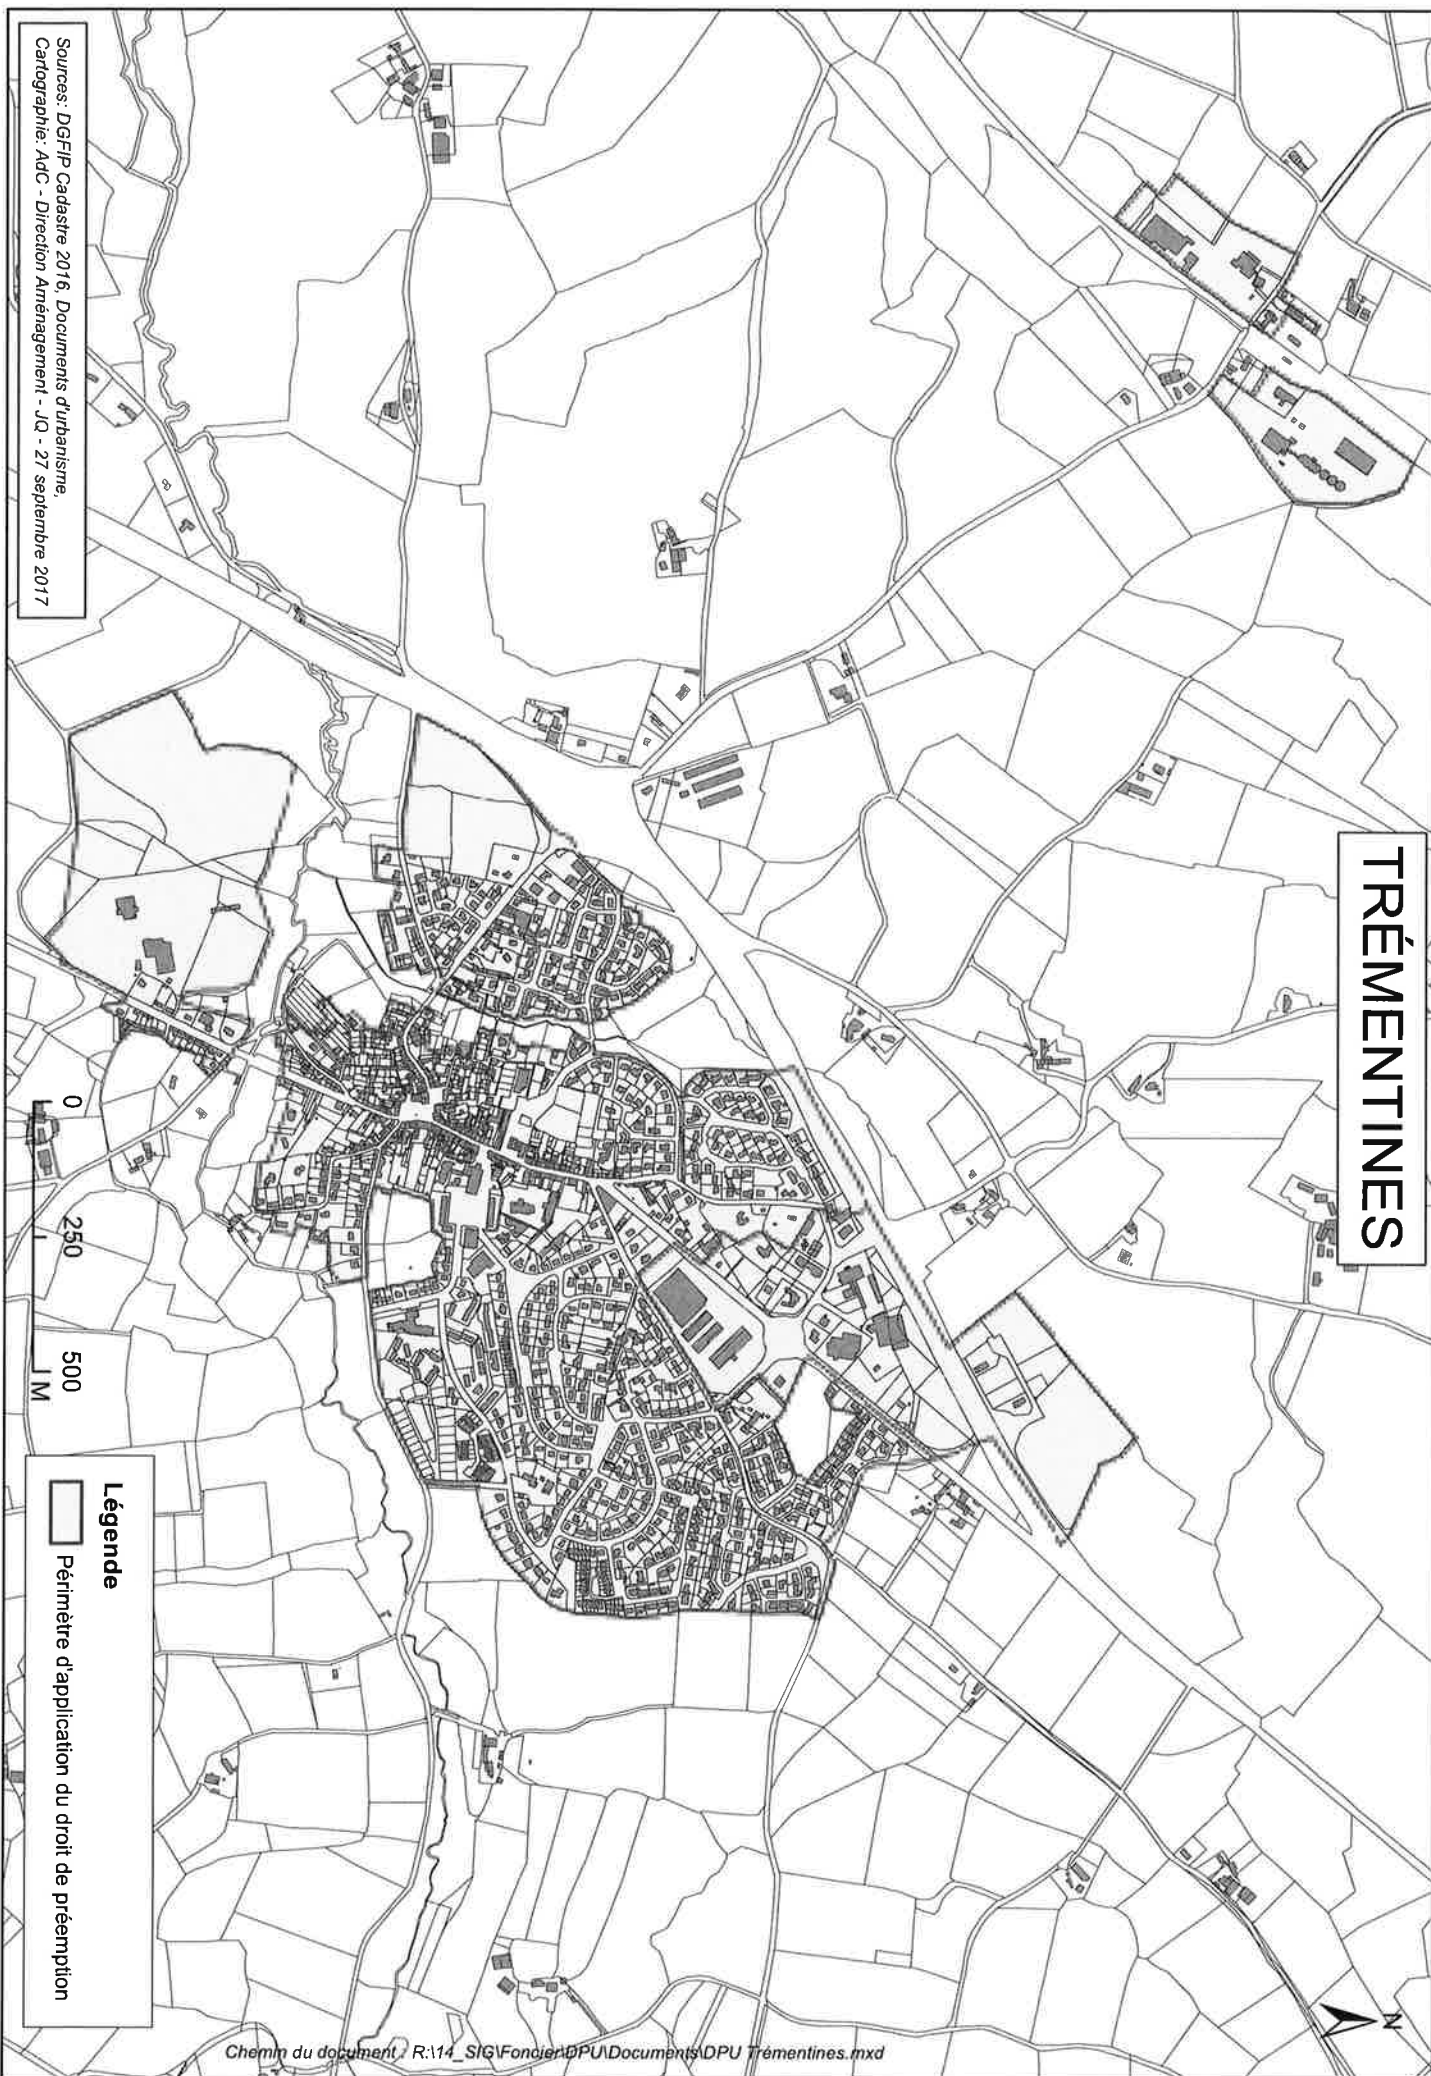 TRÉMENTINES
N
Sources: DGFIP Cadastre 2016, Documents d'urbanisme,
Cartographie: AdC - Direction Aménagement - JQ - 27 septembre 2017
0 250 500
M
Légende
Périmètre d'application du droit de préemption
Chemin du document : R:\14_SIG\Foncier\DPU\Documents\DPU Trémentines.mxd